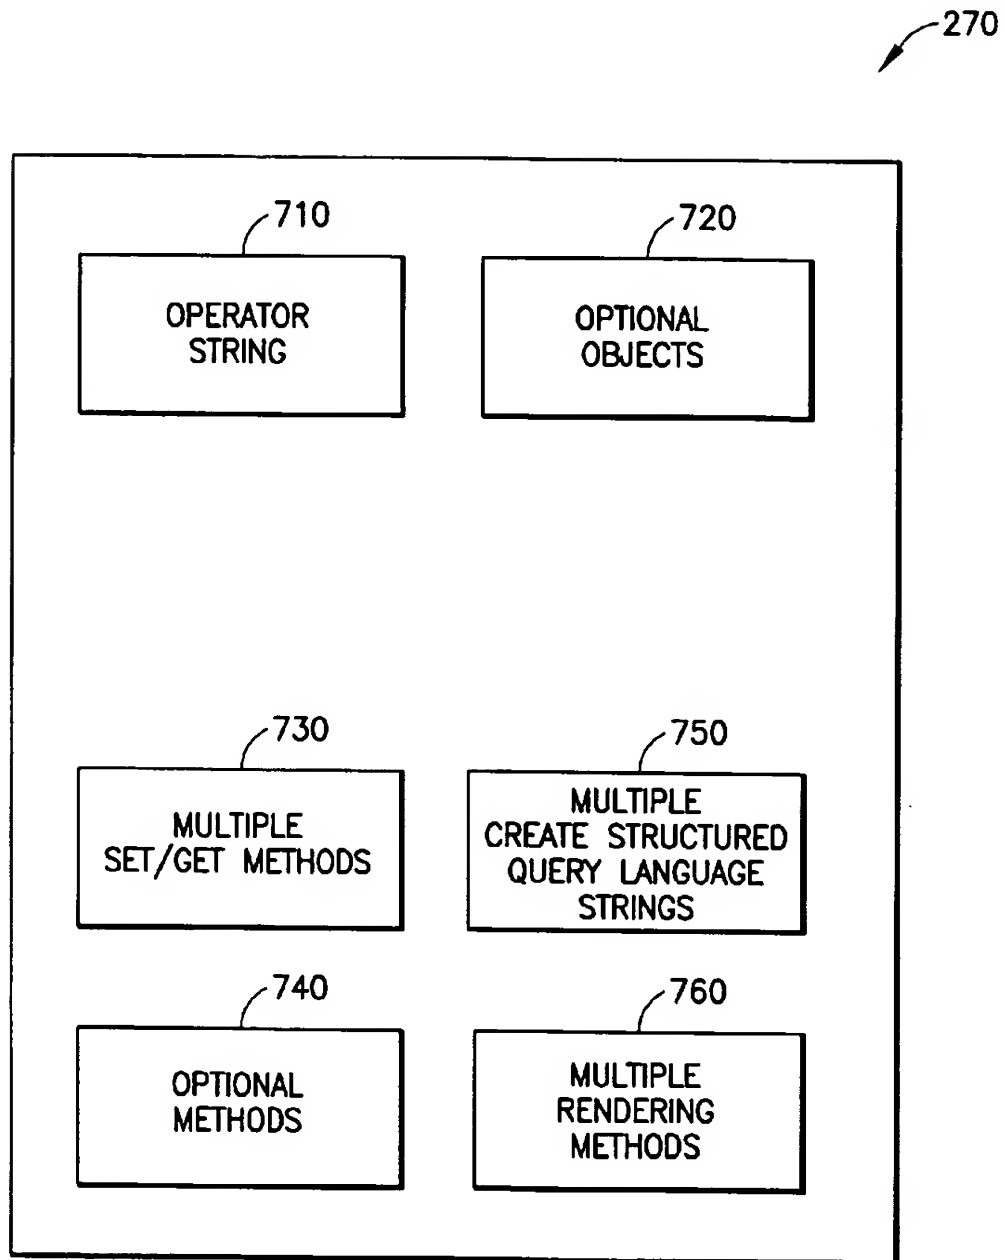 270
710
OPERATOR
STRING
720
OPTIONAL
OBJECTS
730
MULTIPLE
SET/GET METHODS
750
MULTIPLE
CREATE STRUCTURED
QUERY LANGUAGE
STRINGS
740
OPTIONAL
METHODS
760
MULTIPLE
RENDERING
METHODS